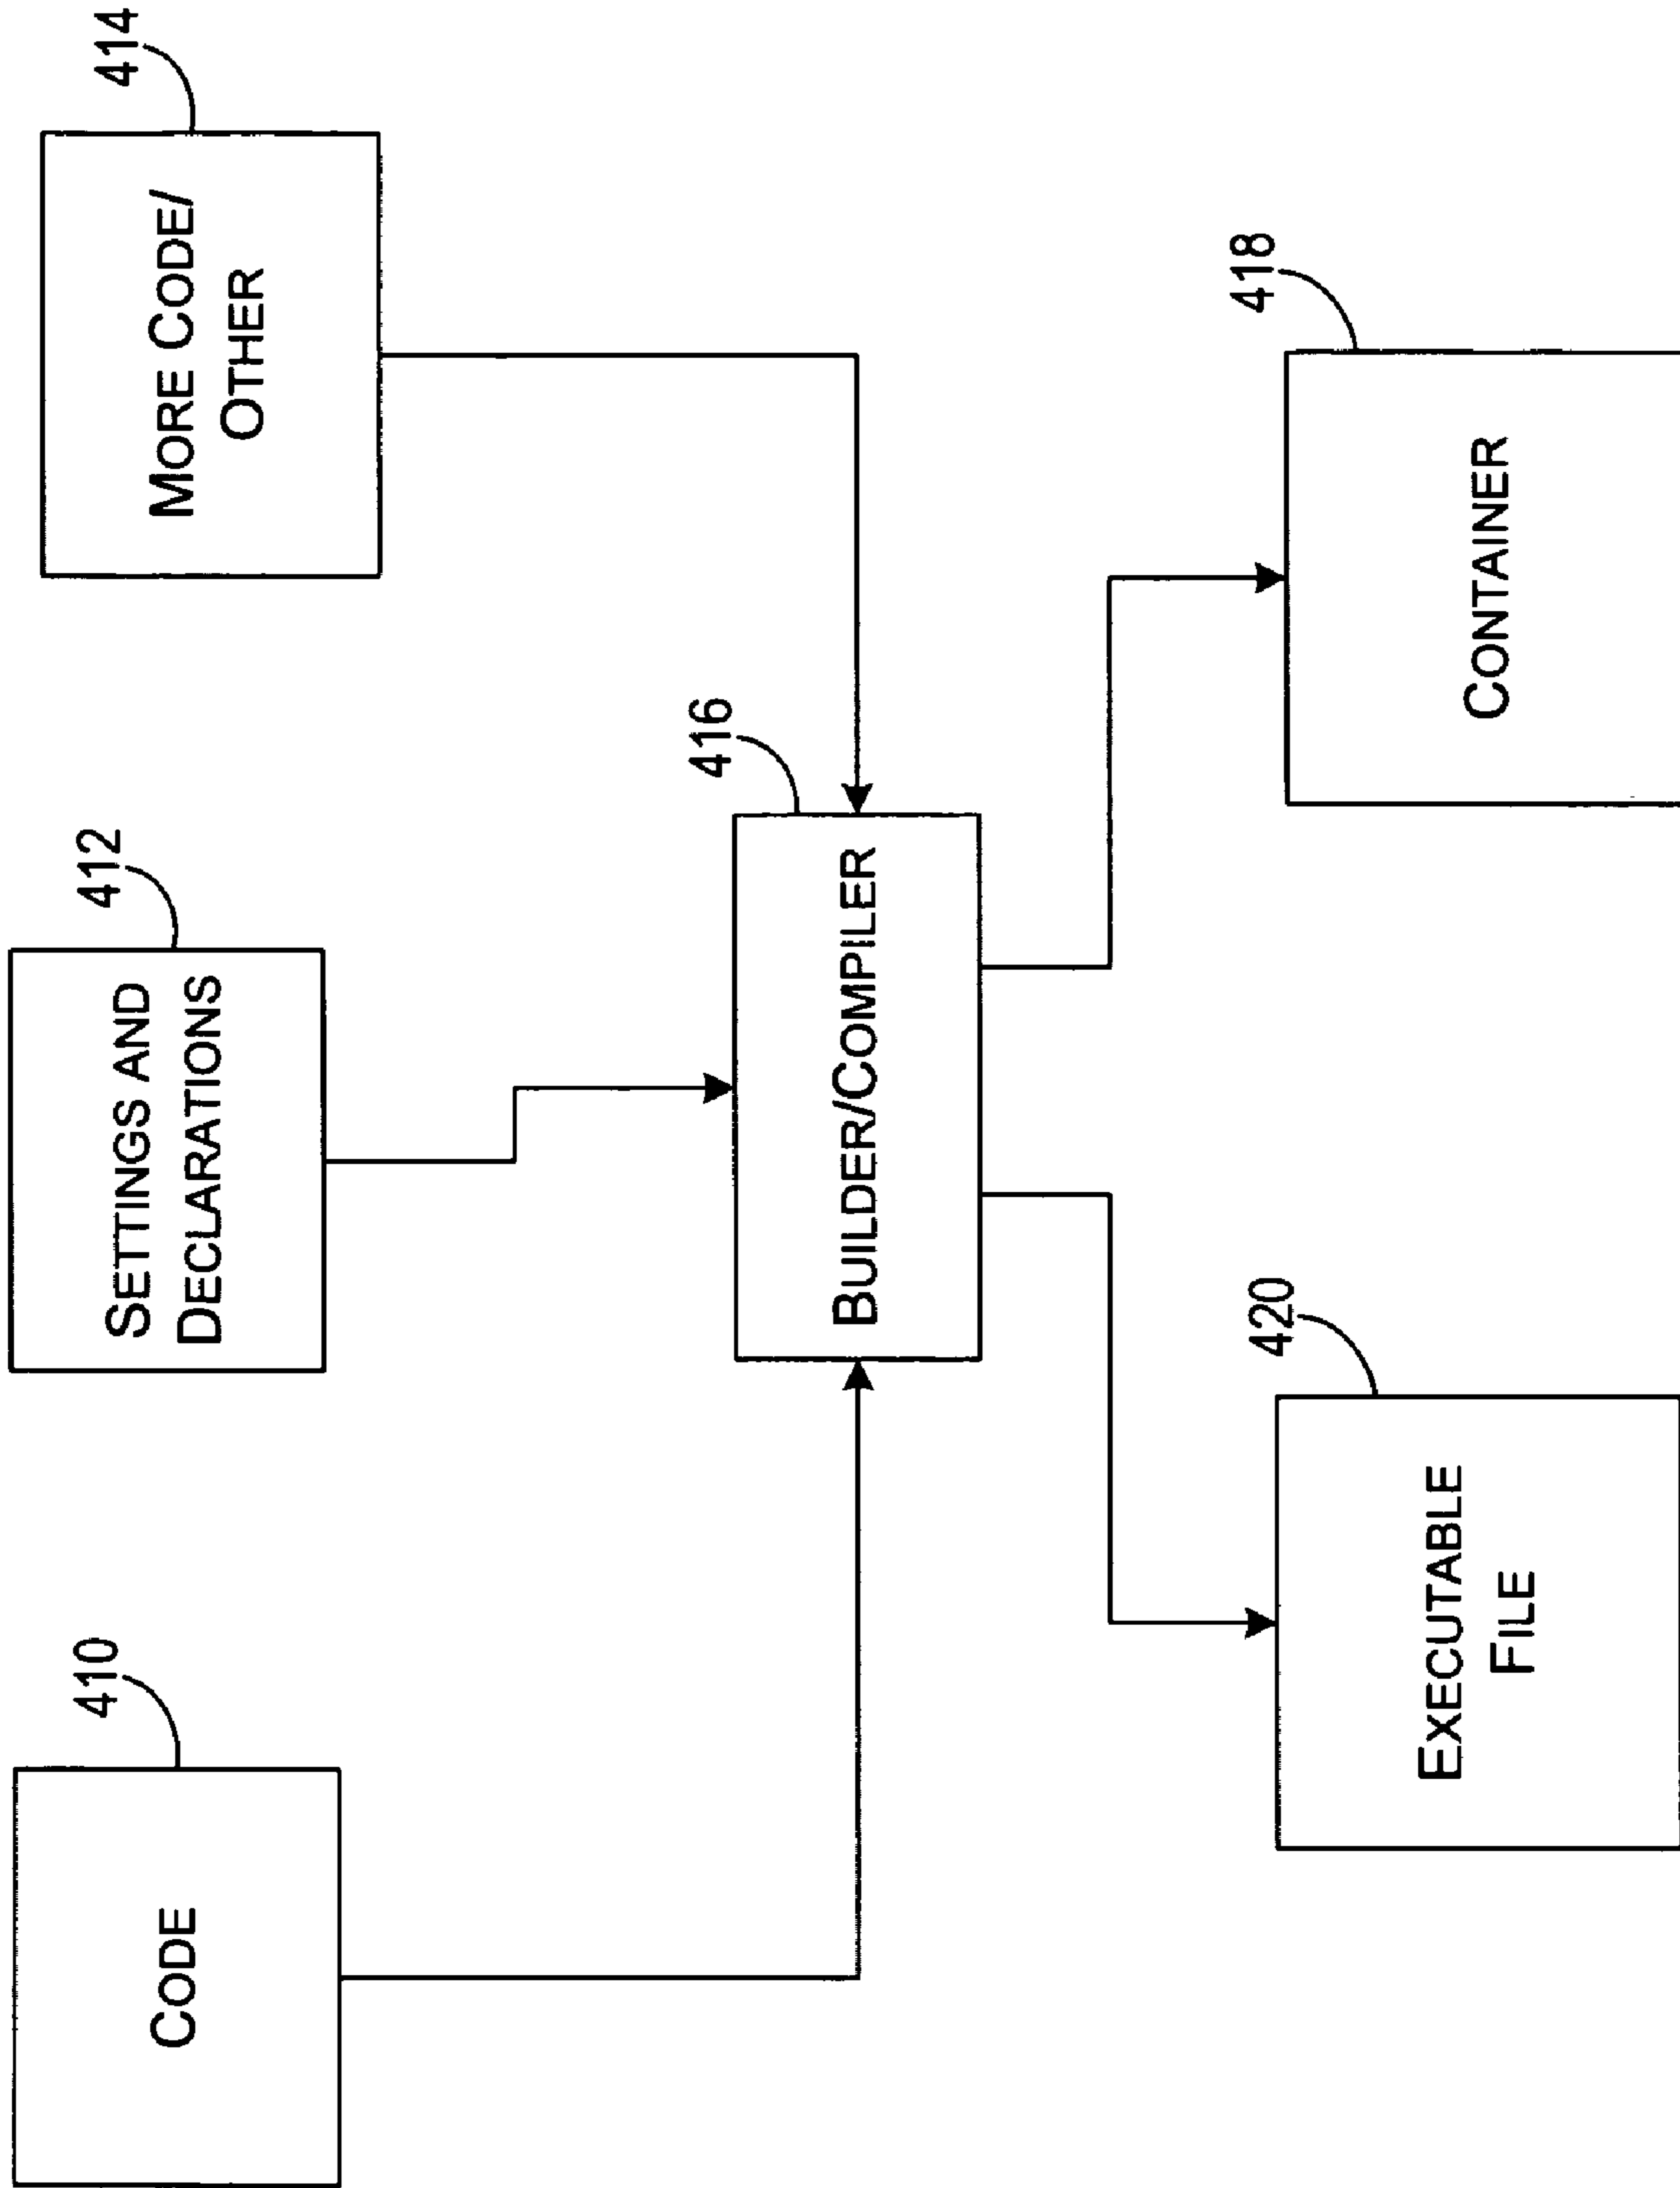 410
CODE
412
SETTINGS AND
DECLARATIONS
414
MORE CODE/
OTHER
416
BUILDER/COMPILER
420
EXECUTABLE
FILE
418
CONTAINER